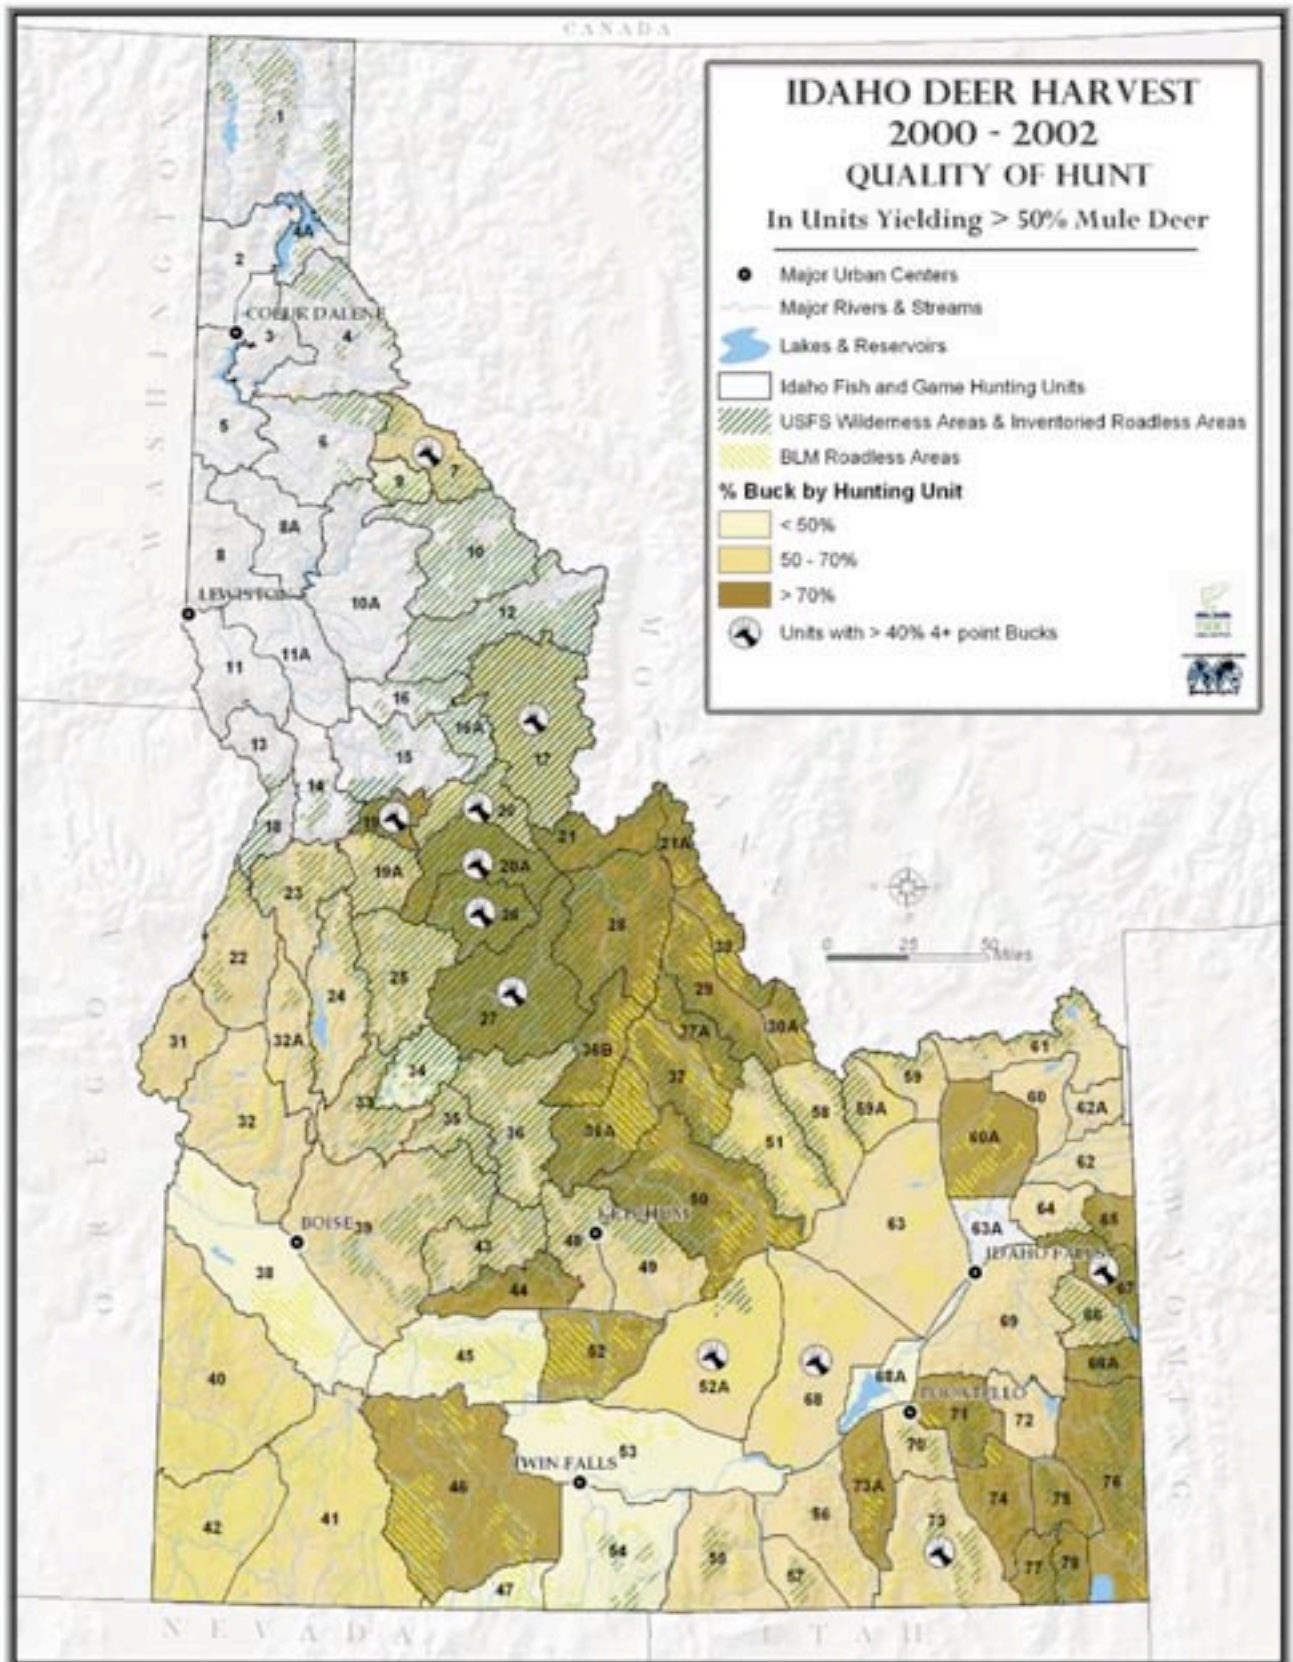 CANADA
IDAHO DEER HARVEST
2000 - 2002
QUALITY OF HUNT
In Units Yielding > 50% Mule Deer
Major Urban Centers
Major Rivers & Streams
Lakes & Reservoirs
Idaho Fish and Game Hunting Units
USFS Wilderness Areas & Inventoried Roadless Areas
BLM Roadless Areas
% Buck by Hunting Unit
< 50%
50 - 70%
> 70%
Units with > 40% 4+ point Bucks
WASHINGTON
1
4A
2
COEUR D'ALENE
3
4
5
6
7
9
8A
8
10
LEWISTON
10A
12
11A
11
16
16A
13
15
17
14
18
19
20
21
21A
19A
20A
23
26
28
22
25
30
24
29
27
31
32A
37A
30A
36B
34
37
33
32
35
36
36A
51
58
59A
59
61
60
62A
60A
62
50
63
64
65
63A
BOISE
39
KETCHUM
48
43
49
IDAHO FALLS
67
38
44
69
66
45
52
52A
68
68A
66A
40
POCATELLO
71
72
70
TWIN FALLS
53
46
73A
74
75
76
42
41
54
55
56
57
73
77
78
47
OREGON
MONTANA
WYOMING
0 25 50 Miles
NEVADA
UTAH